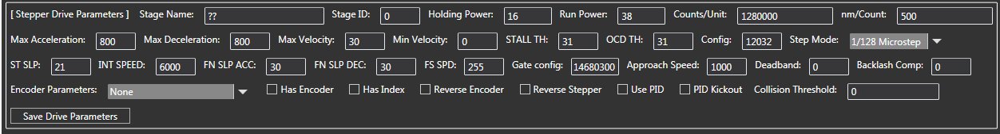 [ Stepper Drive Parameters ] Stage Name: ?? Stage ID: 0 Holding Power: 16 Run Power: 38 Counts/Unit: 1280000 nm/Count: 500
Max Acceleration: 800 Max Deceleration: 800 Max Velocity: 30 Min Velocity: 0 STALL TH: 31 OCD TH: 31 Config: 12032 Step Mode: 1/128 Microstep
ST SLP: 21 INT SPEED: 6000 FN SLP ACC: 30 FN SLP DEC: 30 FS SPD: 255 Gate config: 14680300 Approach Speed: 1000 Deadband: 0 Backlash Comp: 0
Encoder Parameters: None Has Encoder Has Index Reverse Encoder Reverse Stepper Use PID PID Kickout Collision Threshold: 0
Save Drive Parameters